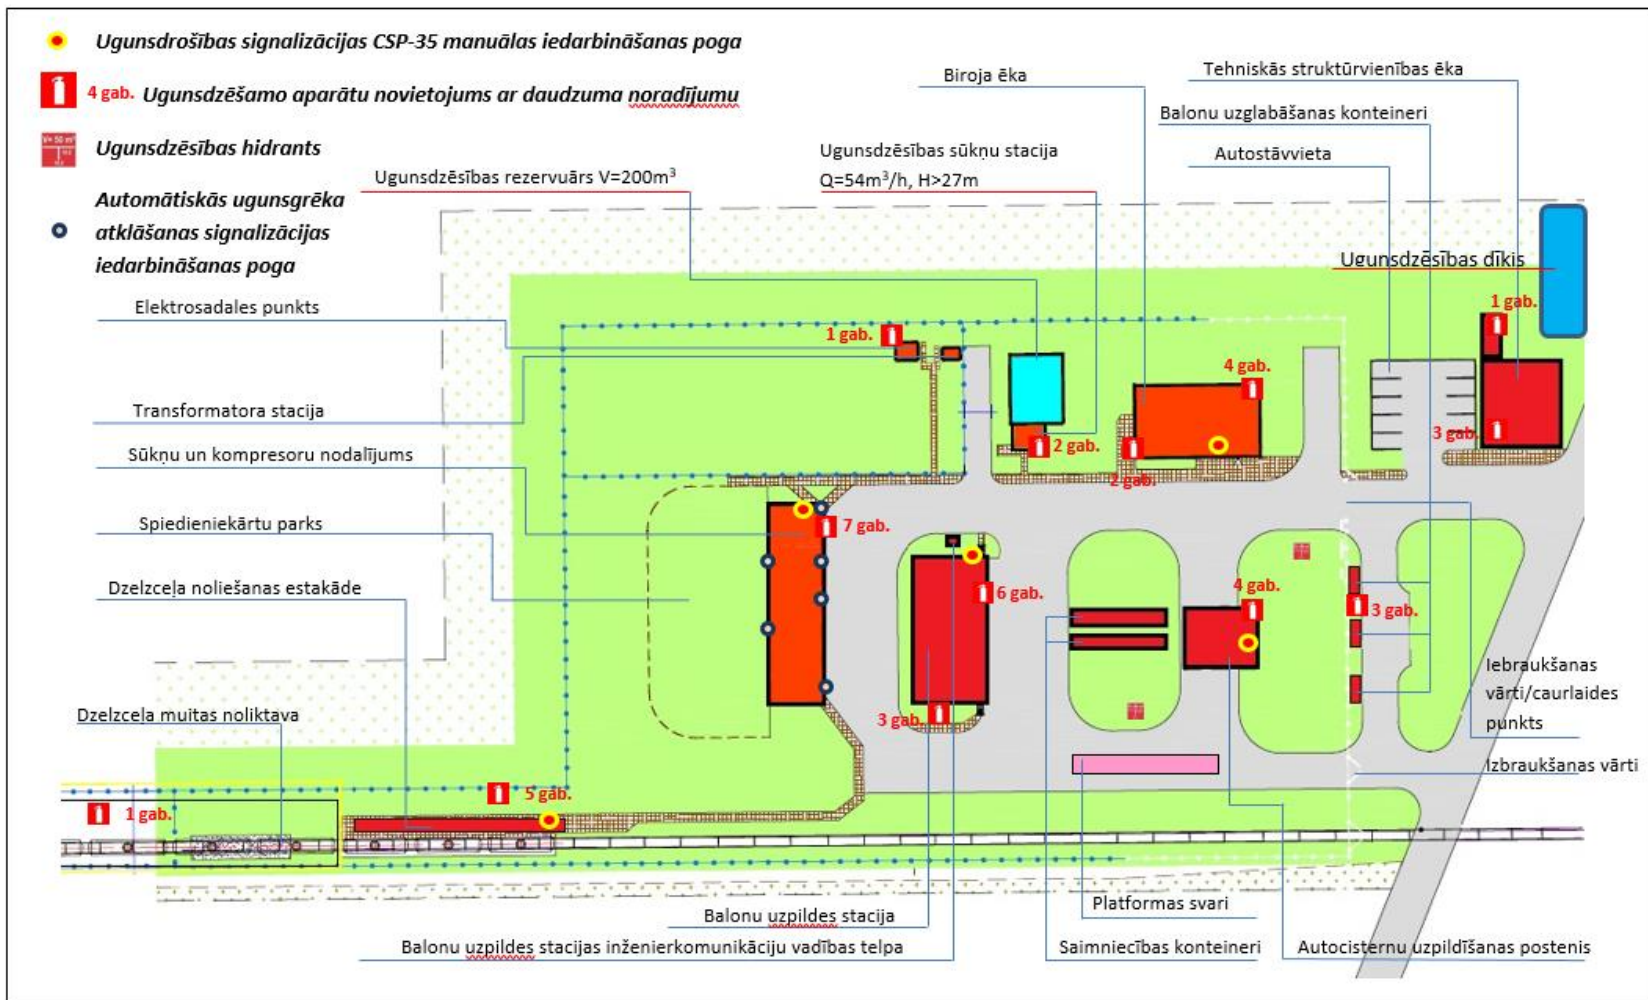 Ugunsdrošības signalizācijas CSP-35 manuālas iedarbināšanas poga
4 gab. Ugunsdzēšamo aparātu novietojums ar daudzuma noradījumu
Ugunsdzēsības hidrants
Automātiskās ugunsgrēka
atklāšanas signalizācijas
iedarbināšanas poga
Biroja ēka
Tehniskās struktūrvienības ēka
Balonu uzglabāšanas konteineri
Autostāvvieta
Ugunsdzēsības sūkņu stacija
Q=54m³/h, H>27m
Ugunsdzēsības rezervuārs V=200m³
Ugunsdzēsības dīķis
Elektrosadales punkts
Transformatora stacija
Sūkņu un kompresoru nodalījums
Spiedieniekārtu parks
Dzelzceļa noliešanas estakāde
Dzelzceļa muitas noliktava
1 gab.
1 gab.
4 gab.
3 gab.
2 gab.
2 gab.
7 gab.
6 gab.
4 gab.
3 gab.
3 gab.
5 gab.
1 gab.
Iebraukšanas
vārti/caurlaides
punkts
Izbraukšanas vārti
Platformas svari
Balonu uzpildes stacija
Balonu uzpildes stacijas inženierkomunikāciju vadības telpa
Saimniecības konteineri
Autocisternu uzpildīšanas postenis